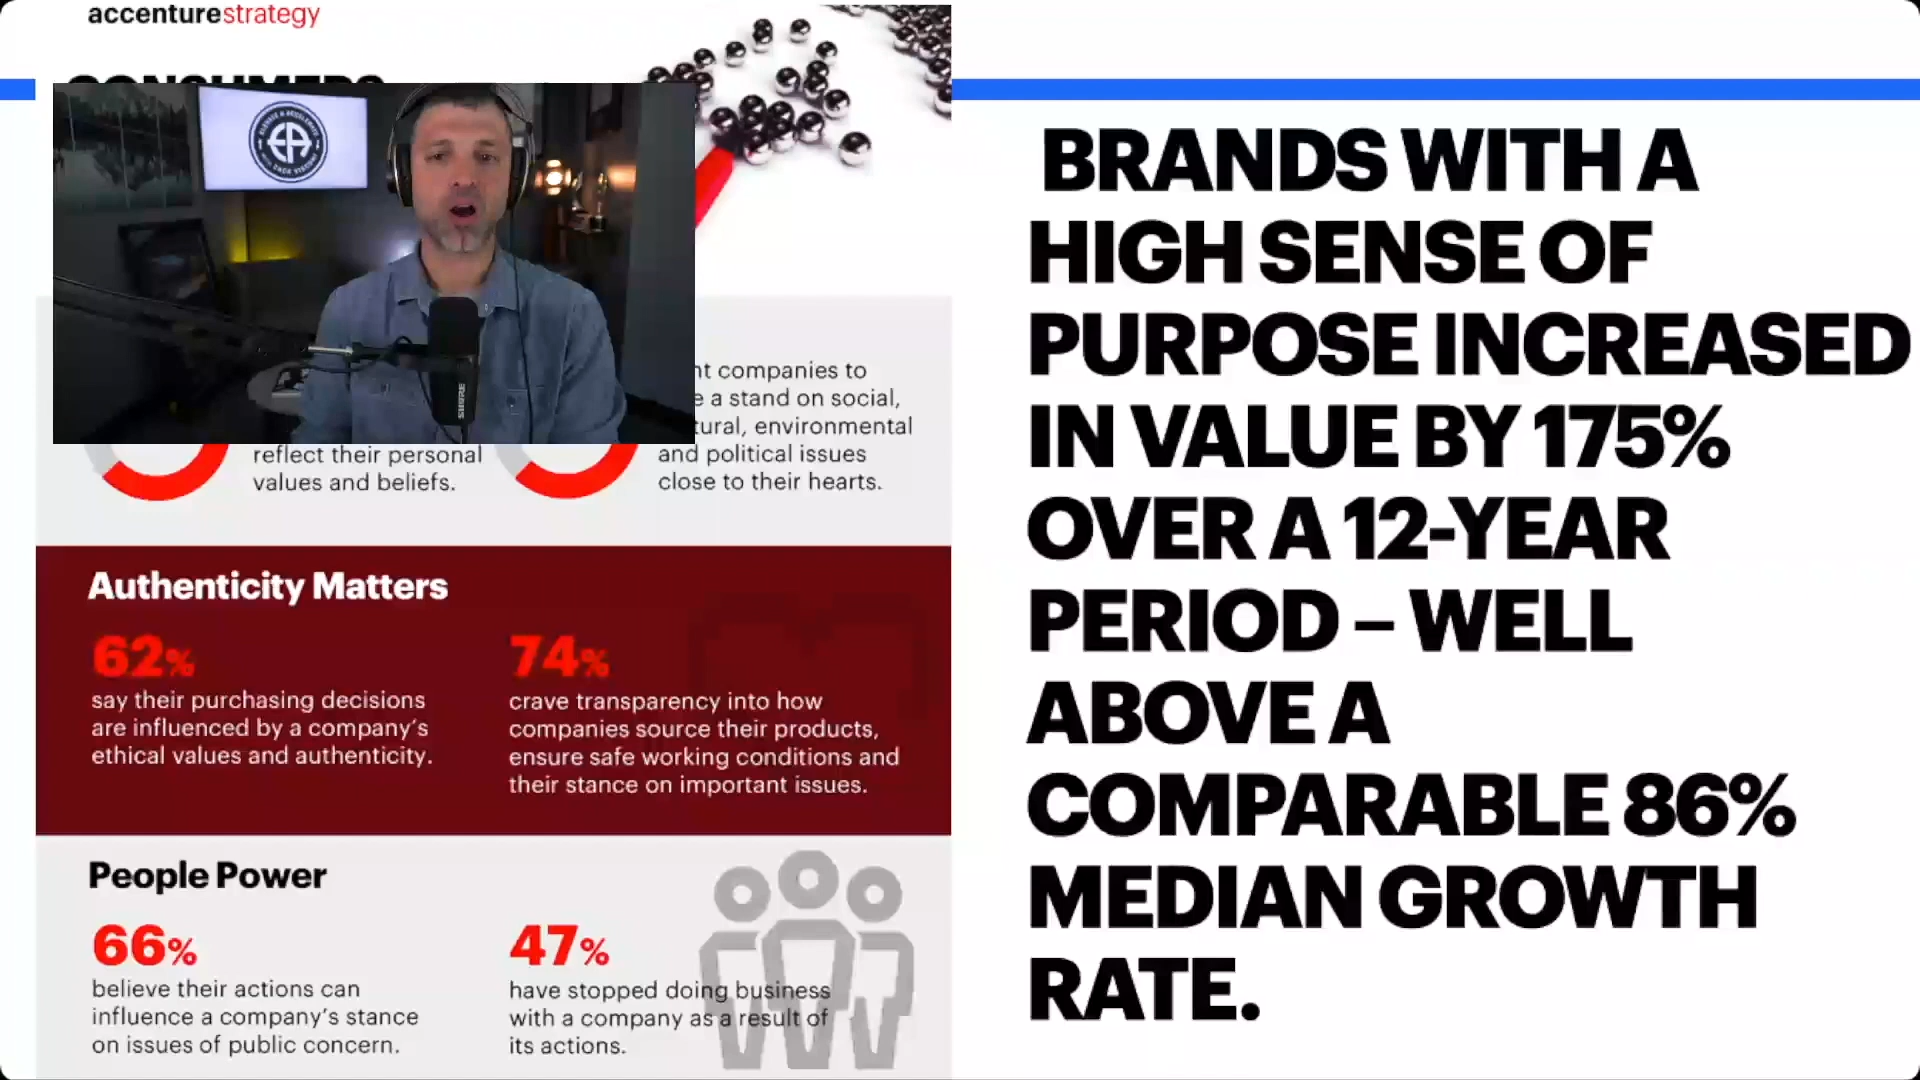 accenturestrategy
CONSUMERS
EA
SHURE
nt companies to
e a stand on social,
tural, environmental
and political issues
close to their hearts.
reflect their personal
values and beliefs.
Authenticity Matters
62%
say their purchasing decisions
are influenced by a company’s
ethical values and authenticity.
74%
crave transparency into how
companies source their products,
ensure safe working conditions and
their stance on important issues.
People Power
66%
believe their actions can
influence a company’s stance
on issues of public concern.
47%
have stopped doing business
with a company as a result of
its actions.
BRANDS WITH A
HIGH SENSE OF
PURPOSE INCREASED
IN VALUE BY 175%
OVER A 12-YEAR
PERIOD – WELL
ABOVE A
COMPARABLE 86%
MEDIAN GROWTH
RATE.